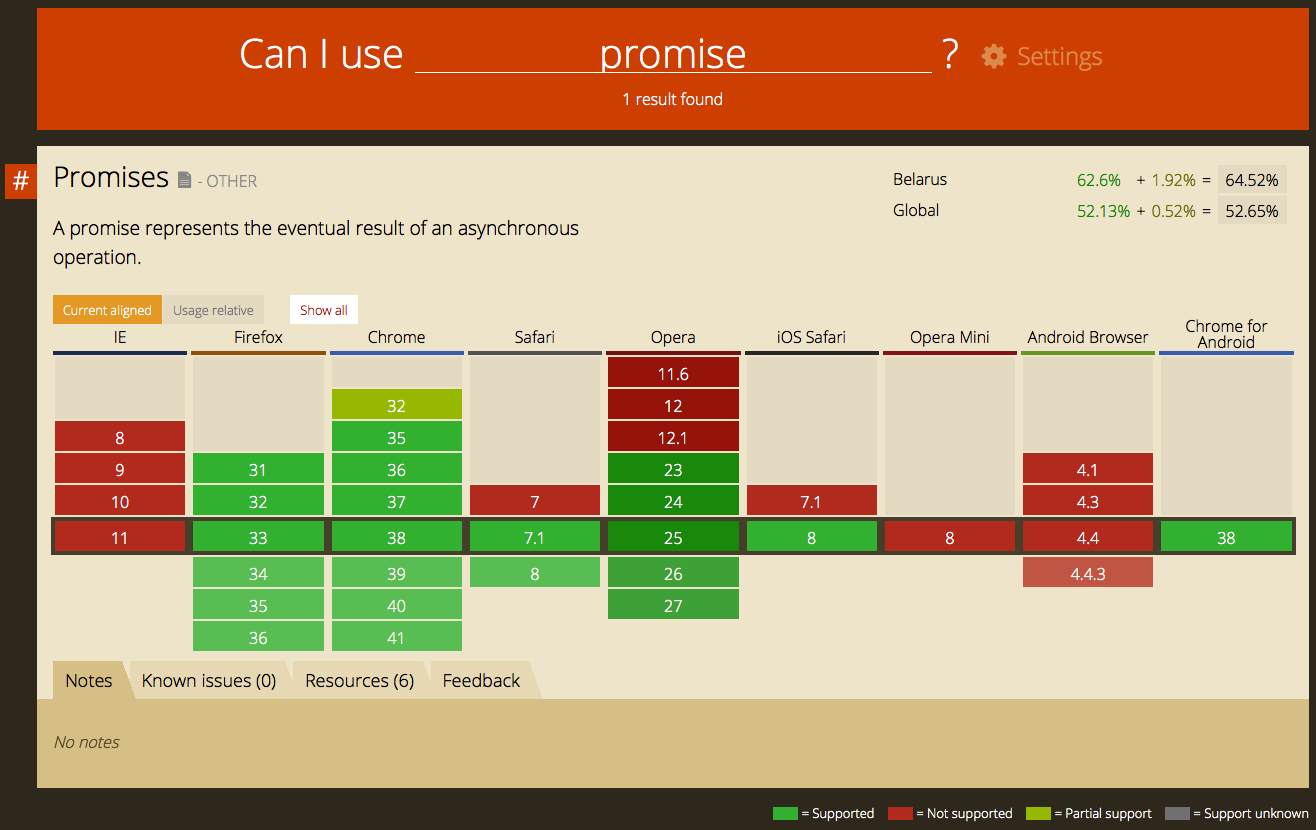 Can I use promise ? Settings
1 result found
# Promises - OTHER
Belarus 62.6% + 1.92% = 64.52%
Global 52.13% + 0.52% = 52.65%
A promise represents the eventual result of an asynchronous
operation.
Current aligned Usage relative Show all
IE Firefox Chrome Safari Opera iOS Safari Opera Mini Android Browser Chrome for
Android
11.6
32 12
8 35 12.1
9 31 36 23 4.1
10 32 37 7 24 7.1 4.3
11 33 38 7.1 25 8 8 4.4 38
34 39 8 26 4.4.3
35 40 27
36 41
Notes Known issues (0) Resources (6) Feedback
No notes
= Supported = Not supported = Partial support = Support unknown